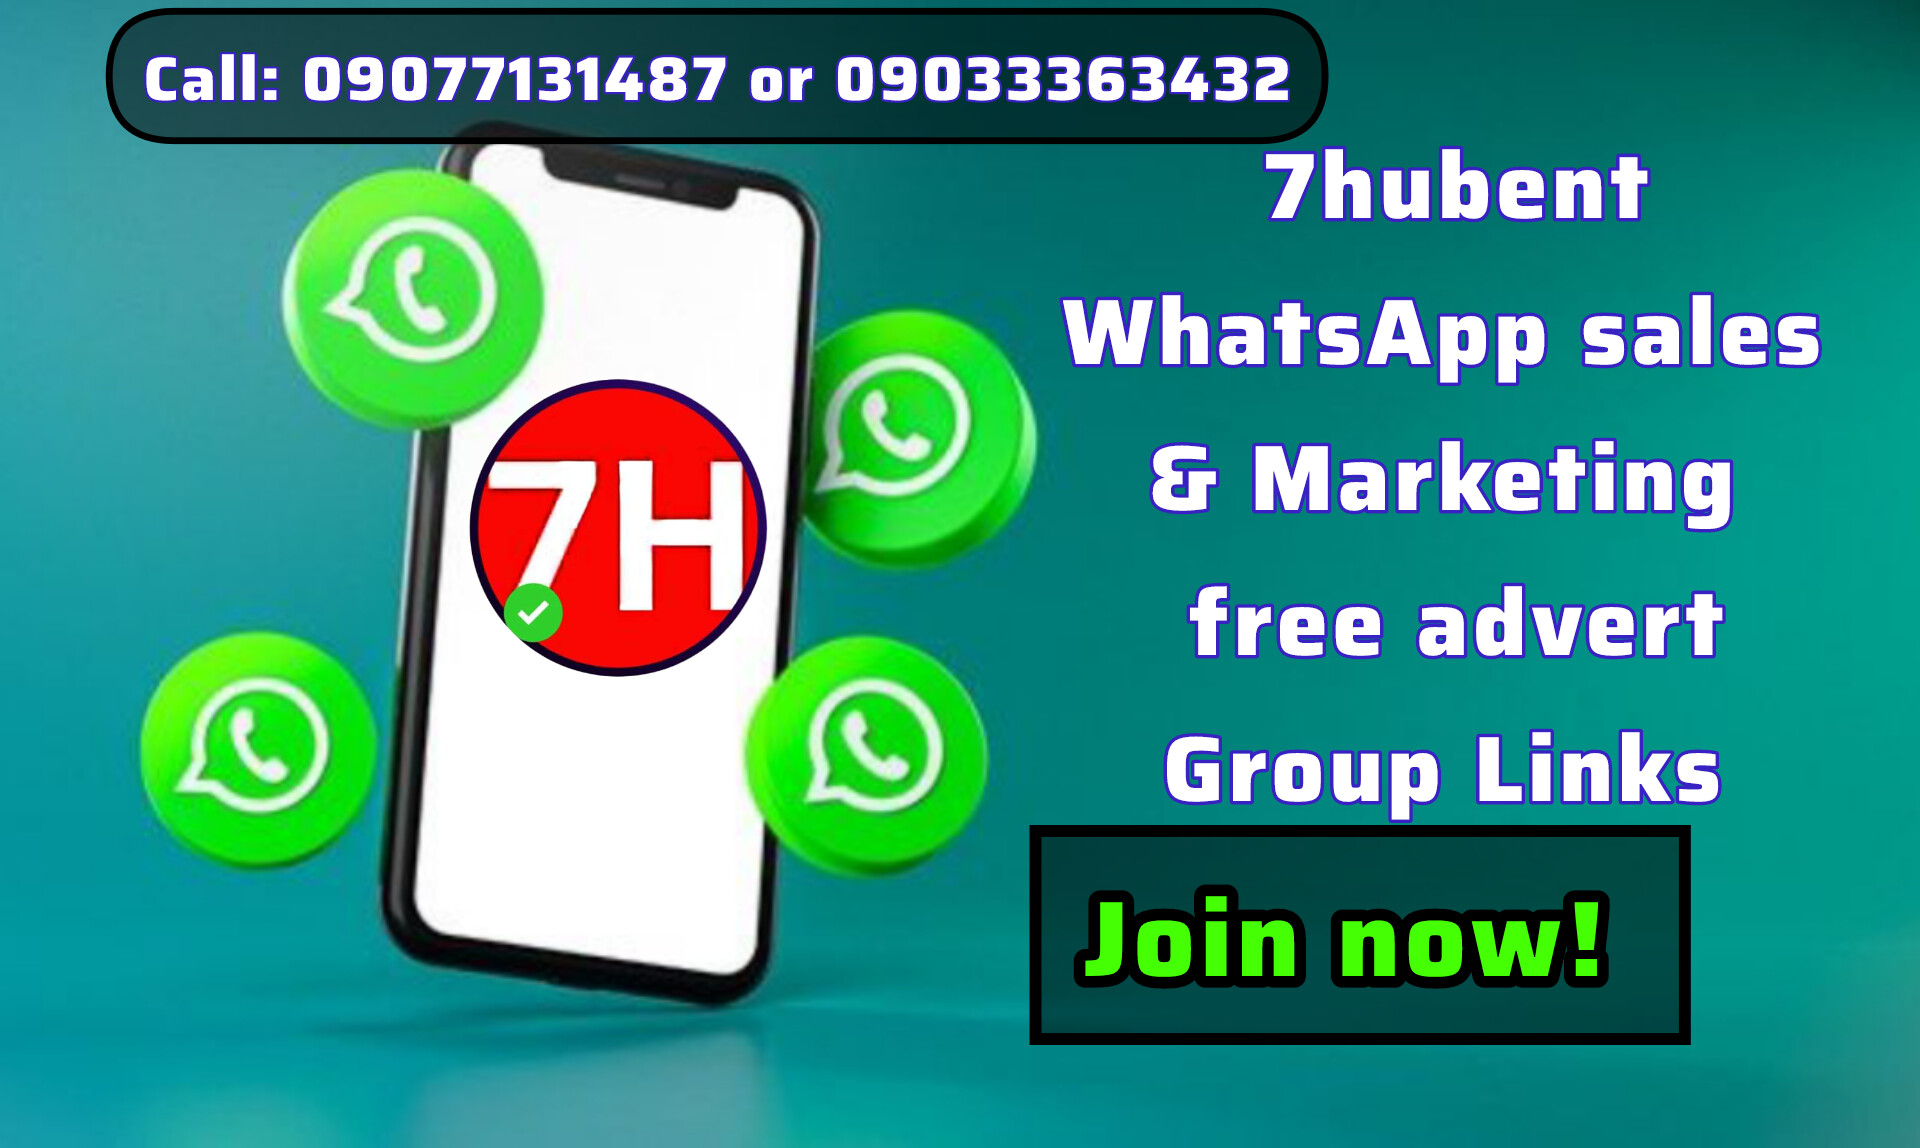 Call: 09077131487 or 09033363432
7hubent
WhatsApp sales
& Marketing
free advert
Group Links
7H
Join now!